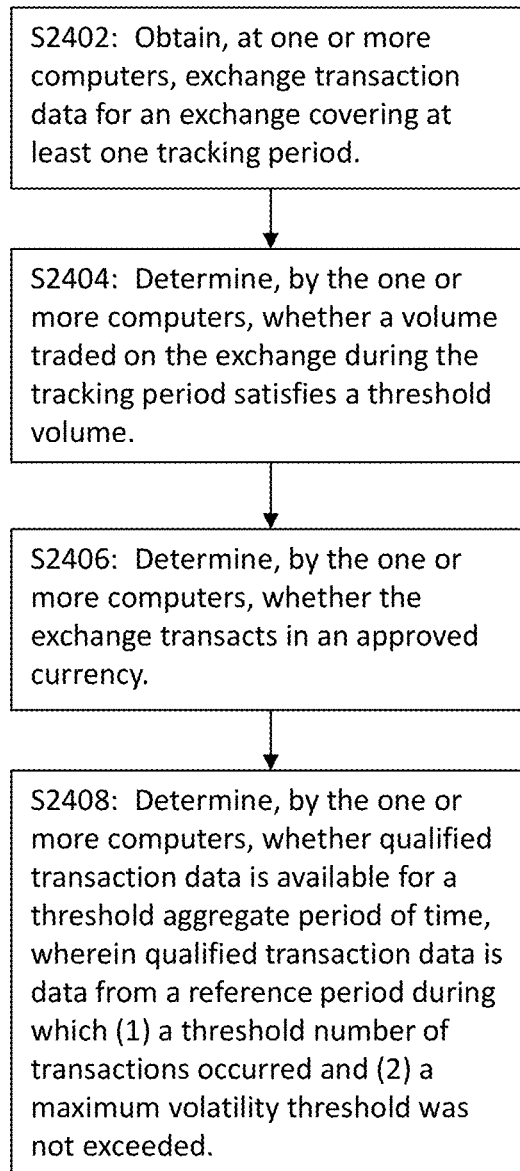 S2402:  Obtain, at one or more
computers, exchange transaction
data for an exchange covering at
least one tracking period.
S2404:  Determine, by the one or
more computers, whether a volume
traded on the exchange during the
tracking period satisfies a threshold
volume.
S2406:  Determine, by the one or
more computers, whether the
exchange transacts in an approved
currency.
S2408:  Determine, by the one or
more computers, whether qualified
transaction data is available for a
threshold aggregate period of time,
wherein qualified transaction data is
data from a reference period during
which (1) a threshold number of
transactions occurred and (2) a
maximum volatility threshold was
not exceeded.